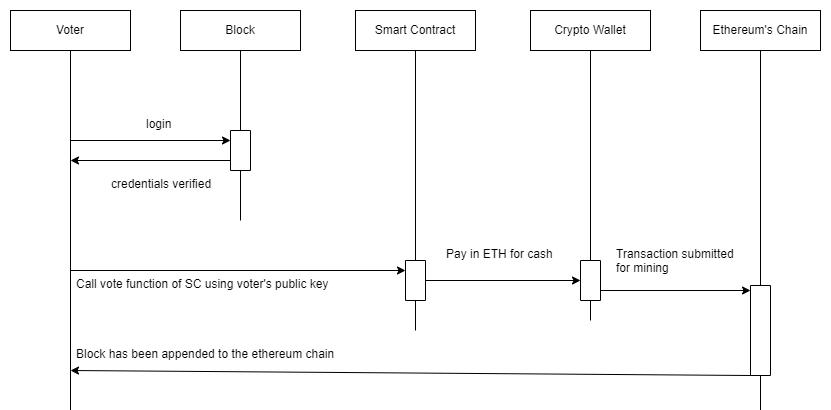 Voter
Block
Smart Contract
Crypto Wallet
Ethereum's Chain
login
credentials verified
Pay in ETH for cash
Transaction submitted
for mining
Call vote function of SC using voter's public key
Block has been appended to the ethereum chain